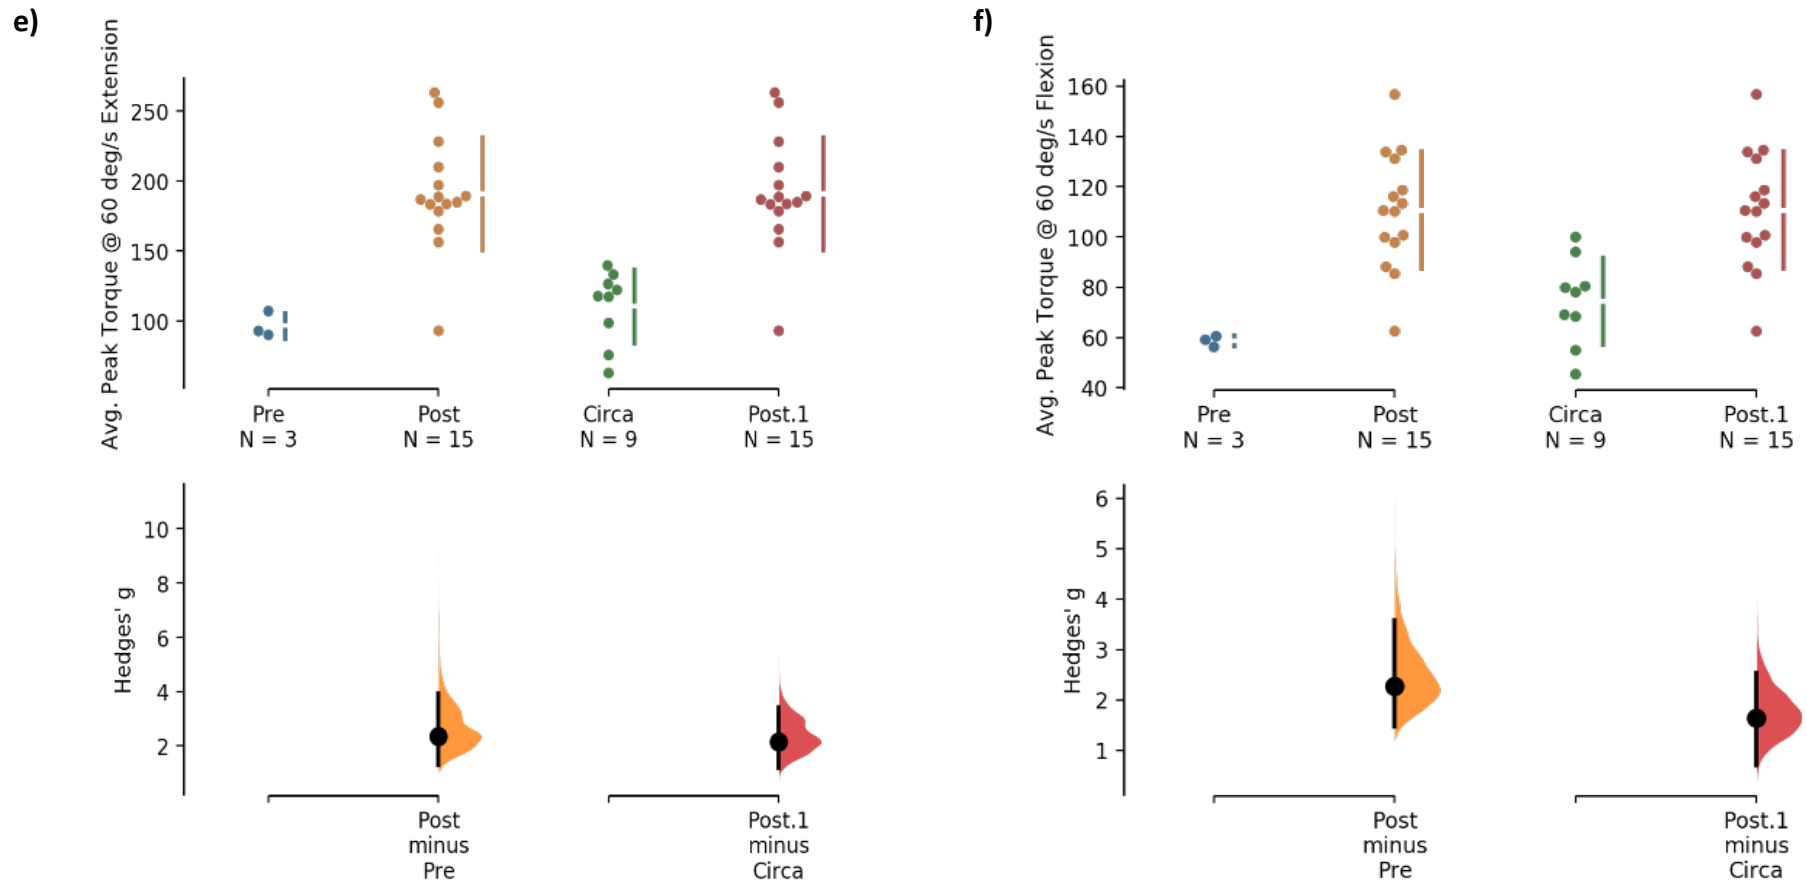 e)
Avg. Peak Torque @ 60 deg/s Extension
250
200
150
100
Pre
N = 3
Post
N = 15
Circa
N = 9
Post.1
N = 15
Hedges' g
10
8
6
4
2
Post
minus
Pre
Post.1
minus
Circa
f)
Avg. Peak Torque @ 60 deg/s Flexion
160
140
120
100
80
60
40
Pre
N = 3
Post
N = 15
Circa
N = 9
Post.1
N = 15
Hedges' g
6
5
4
3
2
1
Post
minus
Pre
Post.1
minus
Circa